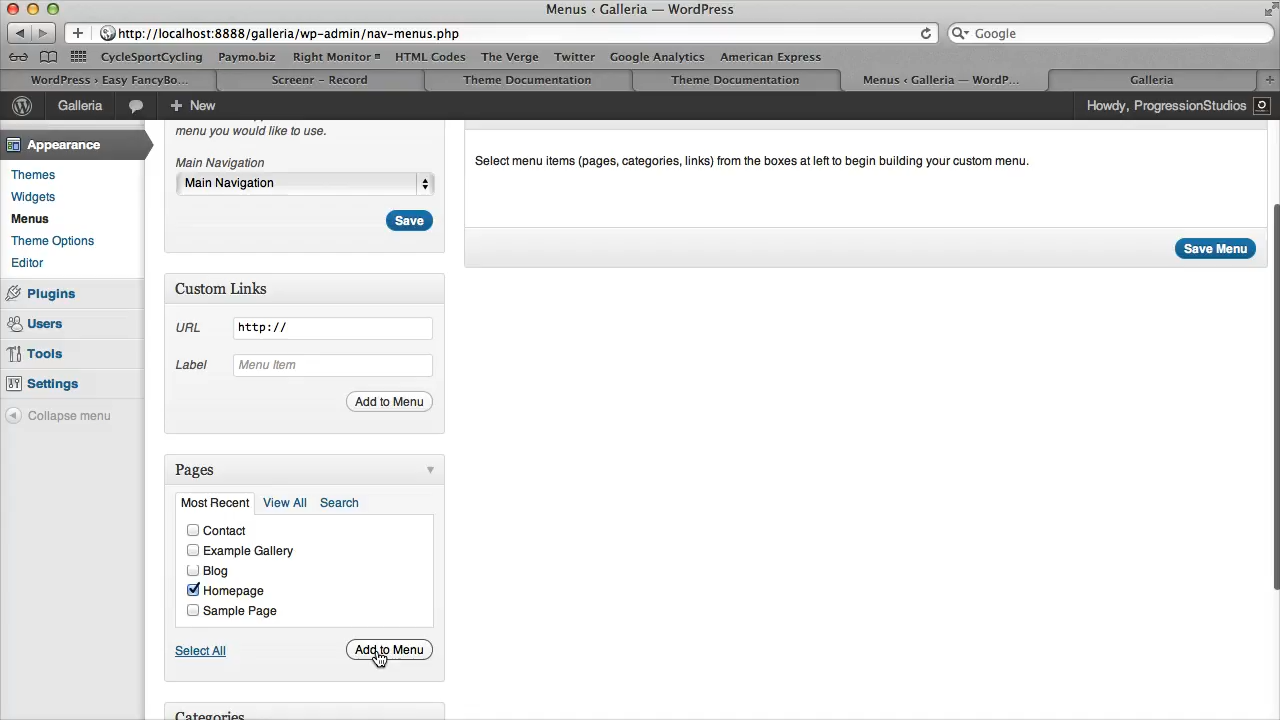 Menus ‹ Galleria — WordPress
http://localhost:8888/galleria/wp-admin/nav-menus.php
Google
CycleSportCycling Paymo.biz Right Monitor HTML Codes The Verge Twitter Google Analytics American Express
WordPress › Easy FancyBo... Screenr – Record Theme Documentation Theme Documentation Menus ‹ Galleria — WordP... Galleria
Galleria + New Howdy, ProgressionStudios
Appearance
Themes
Widgets
Menus
Theme Options
Editor
Plugins
Users
Tools
Settings
Collapse menu
menu you would like to use.
Main Navigation
Main Navigation
Save
Custom Links
URL http://
Label Menu Item
Add to Menu
Pages
Most Recent View All Search
Contact
Example Gallery
Blog
Homepage
Sample Page
Select All Add to Menu
Categories
Select menu items (pages, categories, links) from the boxes at left to begin building your custom menu.
Save Menu